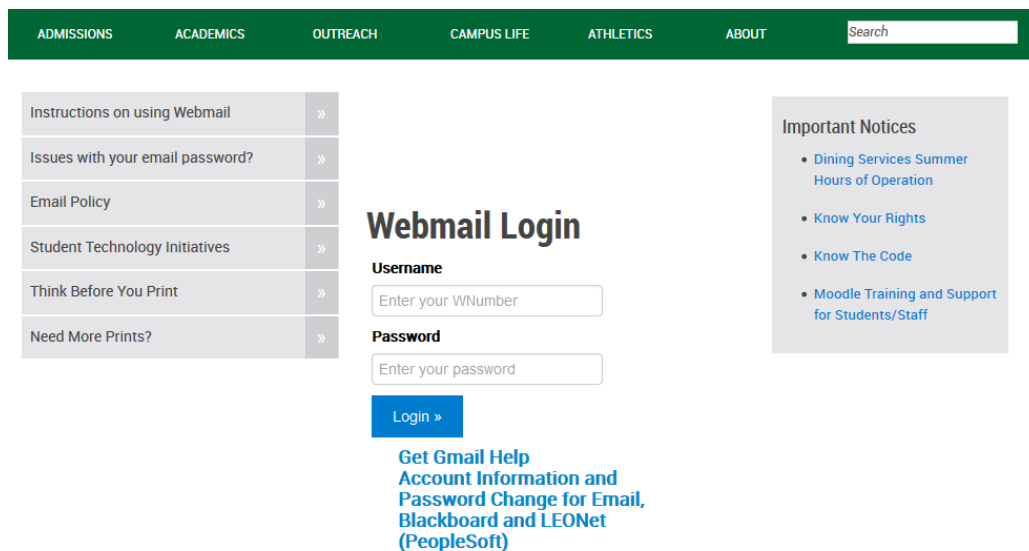 ADMISSIONS ACADEMICS OUTREACH CAMPUS LIFE ATHLETICS ABOUT Search
Instructions on using Webmail »
Issues with your email password? »
Email Policy »
Student Technology Initiatives »
Think Before You Print »
Need More Prints? »
Webmail Login
Username
Enter your WNumber
Password
Enter your password
Login »
Get Gmail Help
Account Information and
Password Change for Email,
Blackboard and LEONet
(PeopleSoft)
Important Notices
• Dining Services Summer
Hours of Operation
• Know Your Rights
• Know The Code
• Moodle Training and Support
for Students/Staff